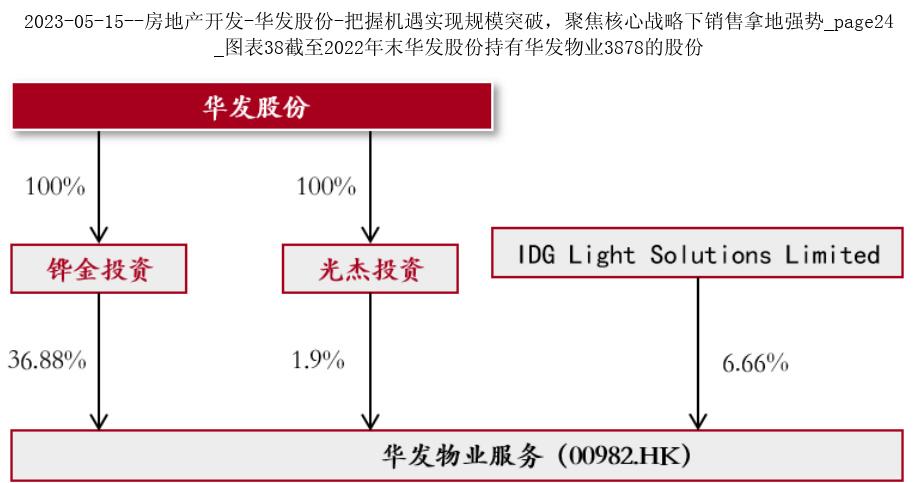 2023-05-15--房地产开发-华发股份-把握机遇实现规模突破，聚焦核心战略下销售拿地强势_page24
_图表38截至2022年末华发股份持有华发物业3878的股份
华发股份
100%
100%
铧金投资
光杰投资
IDG Light Solutions Limited
36.88%
1.9%
6.66%
华发物业服务（00982.HK）